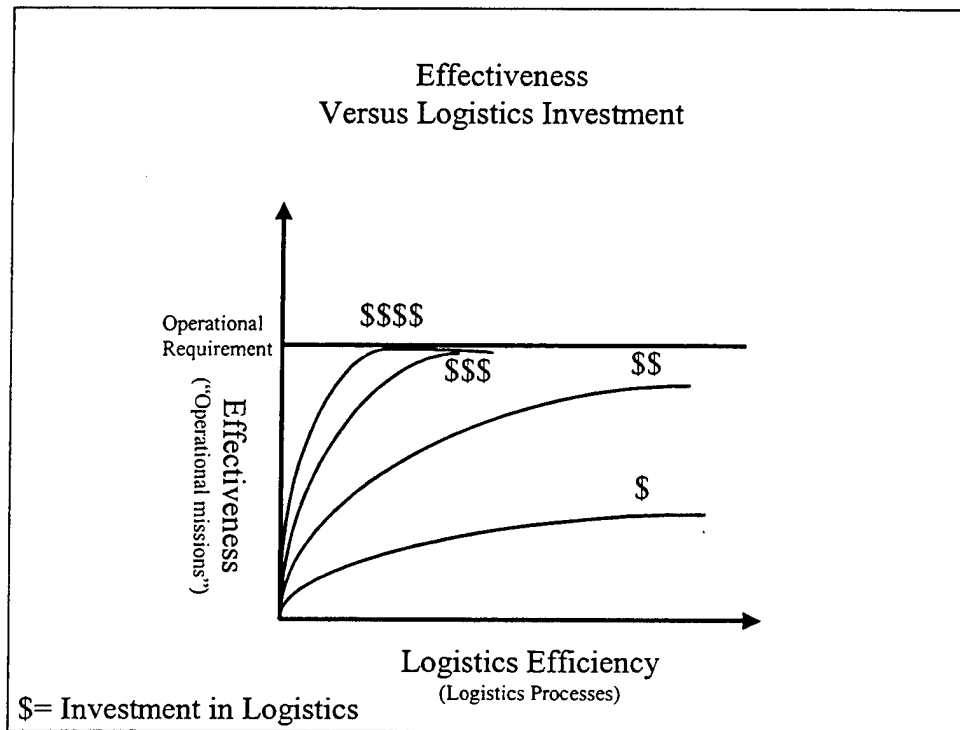 Effectiveness
Versus Logistics Investment
$$$$
Operational
Requirement
$$$
$$
$
Effectiveness
(“Operational missions”)
Logistics Efficiency
(Logistics Processes)
$= Investment in Logistics